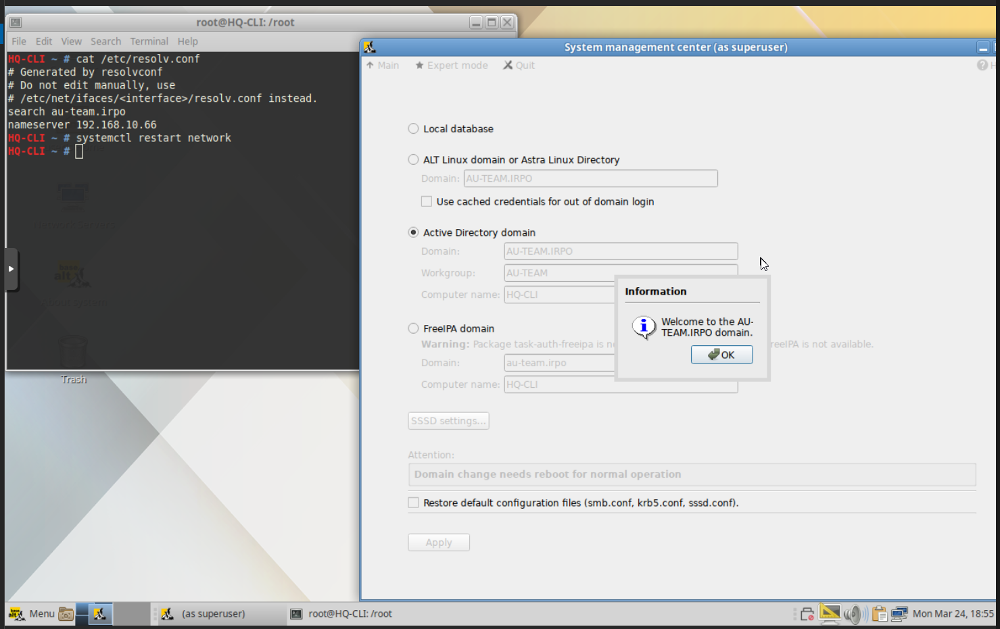 root@HQ-CLI: /root
File Edit View Search Terminal Help
HQ-CLI ~ # cat /etc/resolv.conf
# Generated by resolvconf
# Do not edit manually, use
# /etc/net/ifaces/<interface>/resolv.conf instead.
search au-team.irpo
nameserver 192.168.10.66
HQ-CLI ~ # systemctl restart network
HQ-CLI ~ #
Network Servers
About system
Trash
System management center (as superuser)
Main Expert mode Quit
Local database
ALT Linux domain or Astra Linux Directory
Domain: AU-TEAM.IRPO
Use cached credentials for out of domain login
Active Directory domain
Domain: AU-TEAM.IRPO
Workgroup: AU-TEAM
Computer name: HQ-CLI
FreeIPA domain
Warning: Package task-auth-freeipa is reeIPA is not available.
Domain: au-team.irpo
Computer name: HQ-CLI
SSSD settings...
Attention:
Domain change needs reboot for normal operation
Restore default configuration files (smb.conf, krb5.conf, sssd.conf).
Apply
Information
Welcome to the AU-
TEAM.IRPO domain.
OK
Menu (as superuser) root@HQ-CLI: /root Mon Mar 24, 18:55